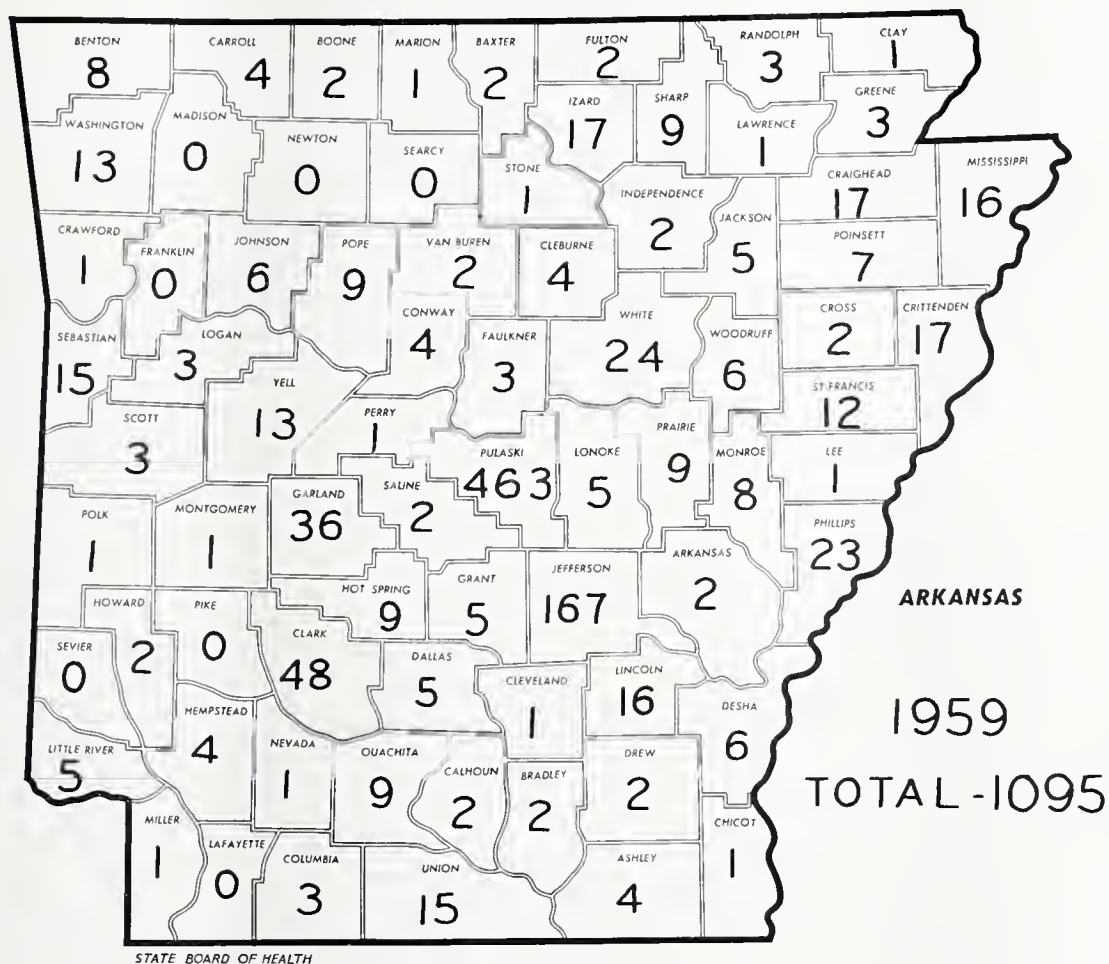 BENTON
8
CARROLL
4
BOONE
2
MARION
1
BAXTER
2
FULTON
2
RANDOLPH
3
CLAY
1
WASHINGTON
13
MADISON
0
NEWTON
0
SEARCY
0
STONE
1
IZARD
17
SHARP
9
LAWRENCE
1
GREENE
3
CRAIGHEAD
17
MISSISSIPPI
16
CRAWFORD
1
FRANKLIN
0
JOHNSON
6
POPE
9
VAN BUREN
2
CLEBURNE
4
INDEPENDENCE
2
JACKSON
5
POINSETT
7
SEBASTIAN
15
LOGAN
3
CONWAY
4
FAULKNER
3
WHITE
24
WOODRUFF
6
CROSS
2
CRITTENDEN
17
SCOTT
3
YELL
13
PERRY
1
PULASKI
463
LONOKE
5
PRAIRIE
9
MONROE
8
ST FRANCIS
12
LEE
1
POLK
1
MONTGOMERY
1
GARLAND
36
SALINE
2
PHILLIPS
23
HOWARD
2
PIKE
0
HOT SPRING
9
GRANT
5
JEFFERSON
167
ARKANSAS
2
SEVIER
0
CLARK
48
DALLAS
5
CLEVELAND
1
LINCOLN
16
DESHA
6
LITTLE RIVER
5
HEMPSTEAD
4
NEVADA
1
OUACHITA
9
CALHOUN
2
BRADLEY
2
DREW
2
CHICOT
1
MILLER
1
LAFAYETTE
0
COLUMBIA
3
UNION
15
ASHLEY
4
ARKANSAS
1959
TOTAL-1095
STATE BOARD OF HEALTH